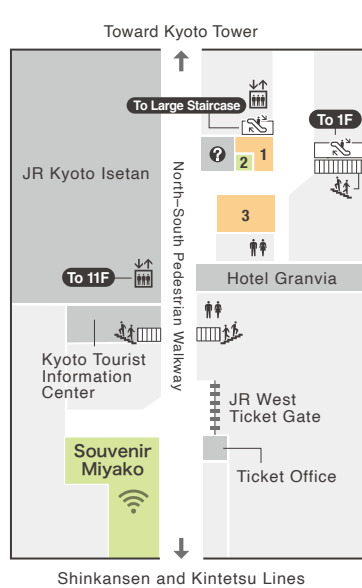 Toward Kyoto Tower
To Large Staircase
To 1F
?
2
1
JR Kyoto Isetan
North–South Pedestrian Walkway
3
To 11F
Hotel Granvia
Kyoto Tourist
Information
Center
JR West
Ticket Gate
Souvenir
Miyako
Ticket Office
Shinkansen and Kintetsu Lines